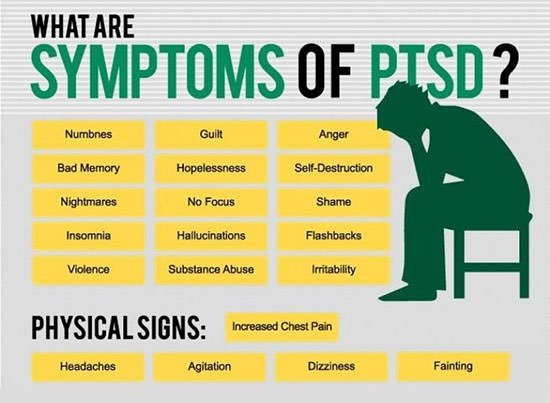 WHAT ARE
SYMPTOMS OF PTSD ?
Numbnes Guilt Anger
Bad Memory Hopelessness Self-Destruction
Nightmares No Focus Shame
Insomnia Hallucinations Flashbacks
Violence Substance Abuse Irritability
PHYSICAL SIGNS: Increased Chest Pain
Headaches Agitation Dizziness Fainting